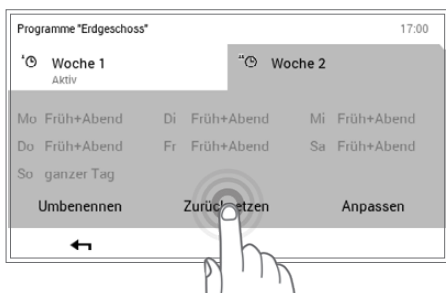 Programme "Erdgeschoss" 17:00
Woche 1 Woche 2
Aktiv
Mo Früh+Abend Di Früh+Abend Mi Früh+Abend
Do Früh+Abend Fr Früh+Abend Sa Früh+Abend
So ganzer Tag
Umbenennen Zurücksetzen Anpassen